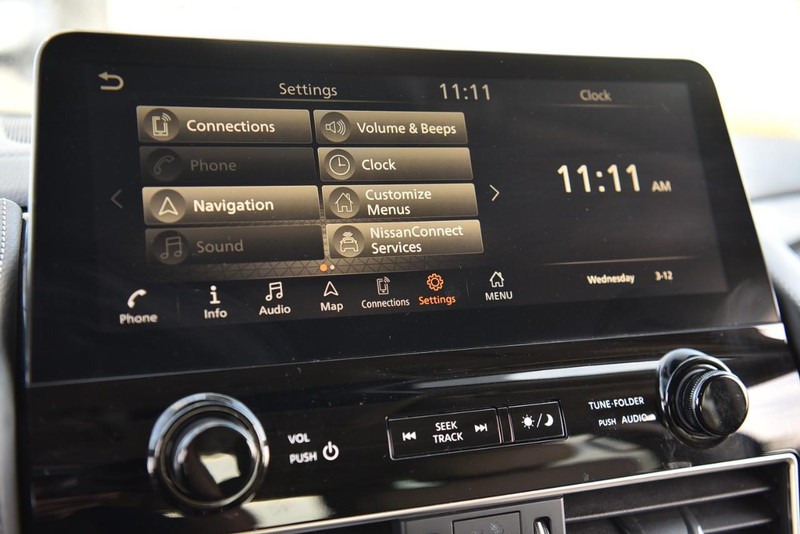 Settings
11:11
Clock
Connections
Volume & Beeps
Phone
Clock
Navigation
Customize
Menus
Sound
NissanConnect
Services
11:11 AM
Wednesday 3-12
Phone
Info
Audio
Map
Connections
Settings
MENU
VOL
PUSH
SEEK
TRACK
TUNE·FOLDER
PUSH AUDIO